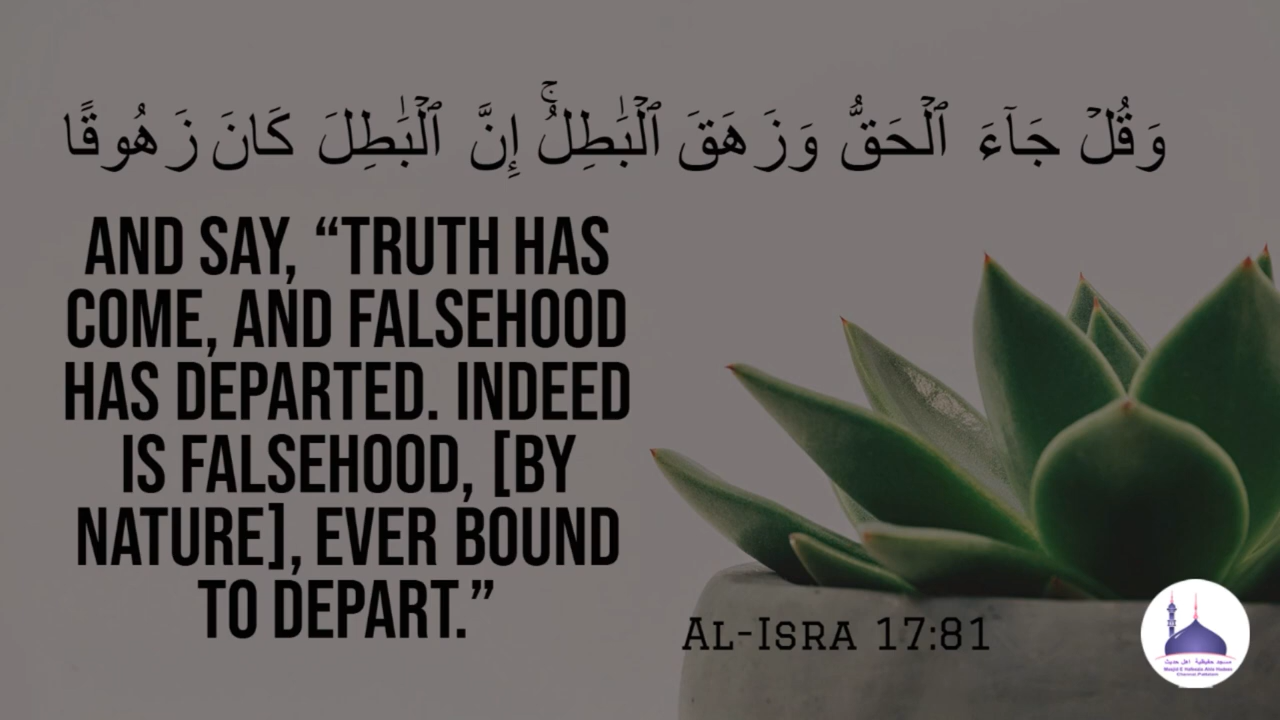 وَقُلۡ جَآءَ ٱلۡحَقُّ وَزَهَقَ ٱلۡبَٰطِلُۚ إِنَّ ٱلۡبَٰطِلَ كَانَ زَهُوقٗا
AND SAY, “TRUTH HAS
COME, AND FALSEHOOD
HAS DEPARTED. INDEED
IS FALSEHOOD, [BY
NATURE], EVER BOUND
TO DEPART.”
AL-ISRA 17:81